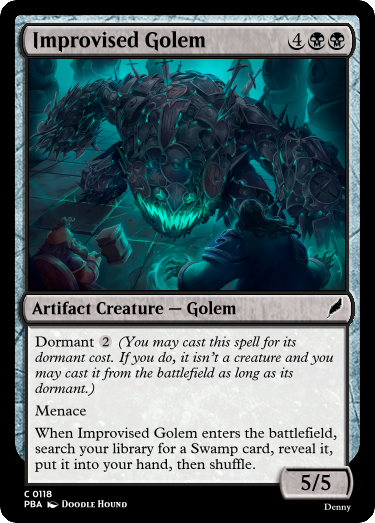 Improvised Golem 4
Artifact Creature — Golem
Dormant 2 (You may cast this spell for its
dormant cost. If you do, it isn't a creature and you
may cast it from the battlefield as long as its
dormant.)
Menace
When Improvised Golem enters the battlefield,
search your library for a Swamp card, reveal it,
put it into your hand, then shuffle.
5/5
C 0118
PBA Doodle Hound
Denny